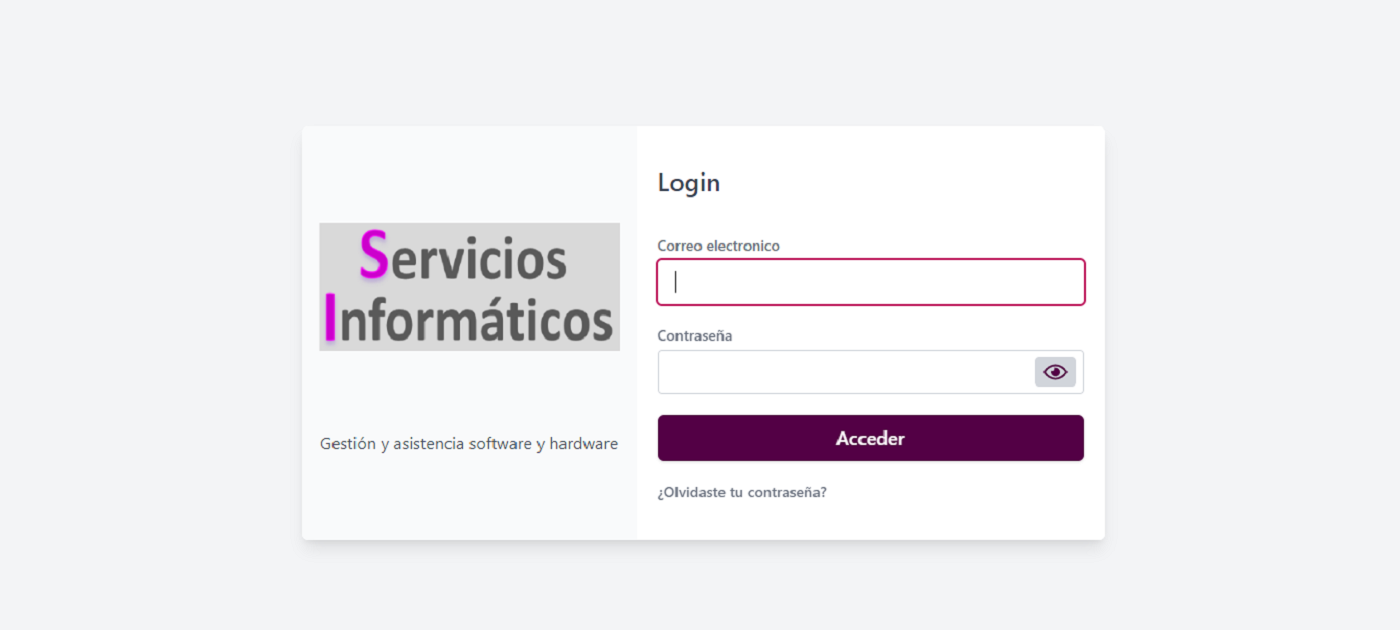 Servicios
Informáticos
Gestión y asistencia software y hardware
Login
Correo electronico
Contraseña
Acceder
¿Olvidaste tu contraseña?